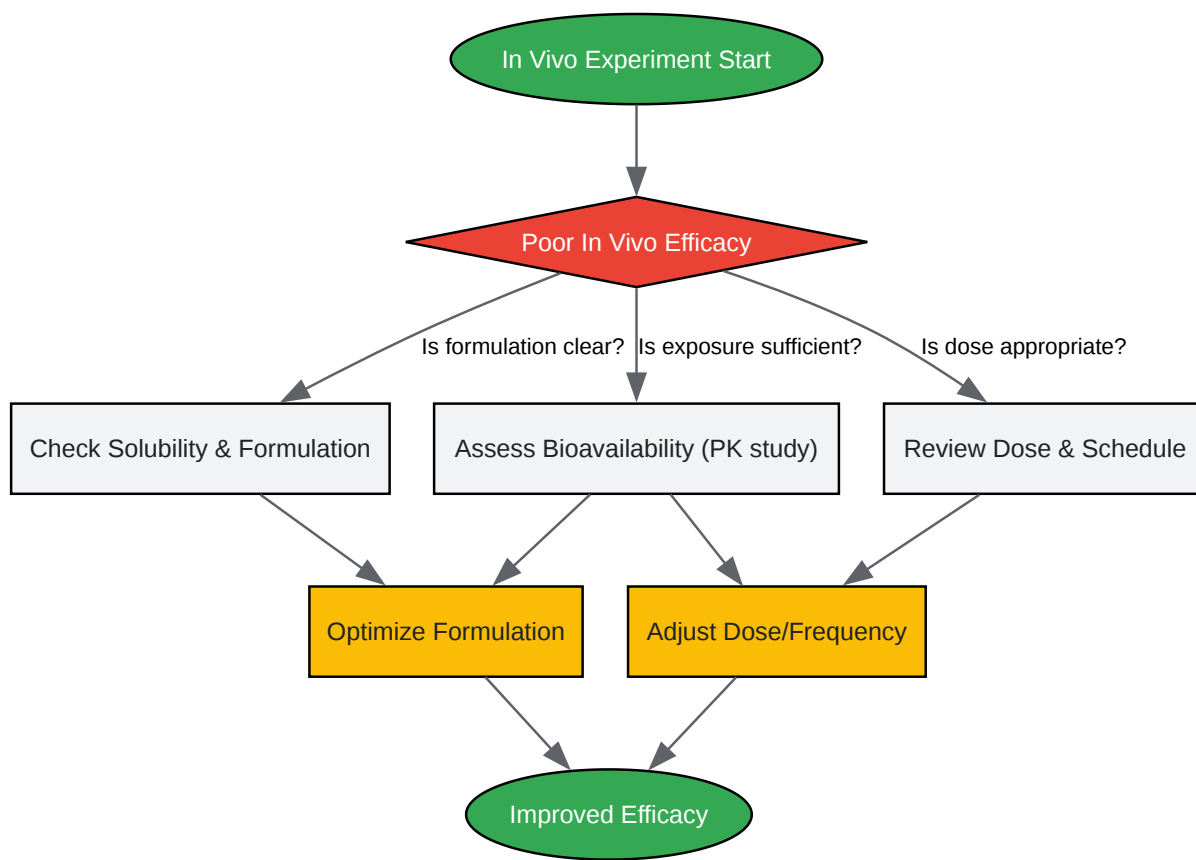 In Vivo Experiment Start
Poor In Vivo Efficacy
Is formulation clear?
Is exposure sufficient?
Is dose appropriate?
Check Solubility & Formulation
Assess Bioavailability (PK study)
Review Dose & Schedule
Optimize Formulation
Adjust Dose/Frequency
Improved Efficacy